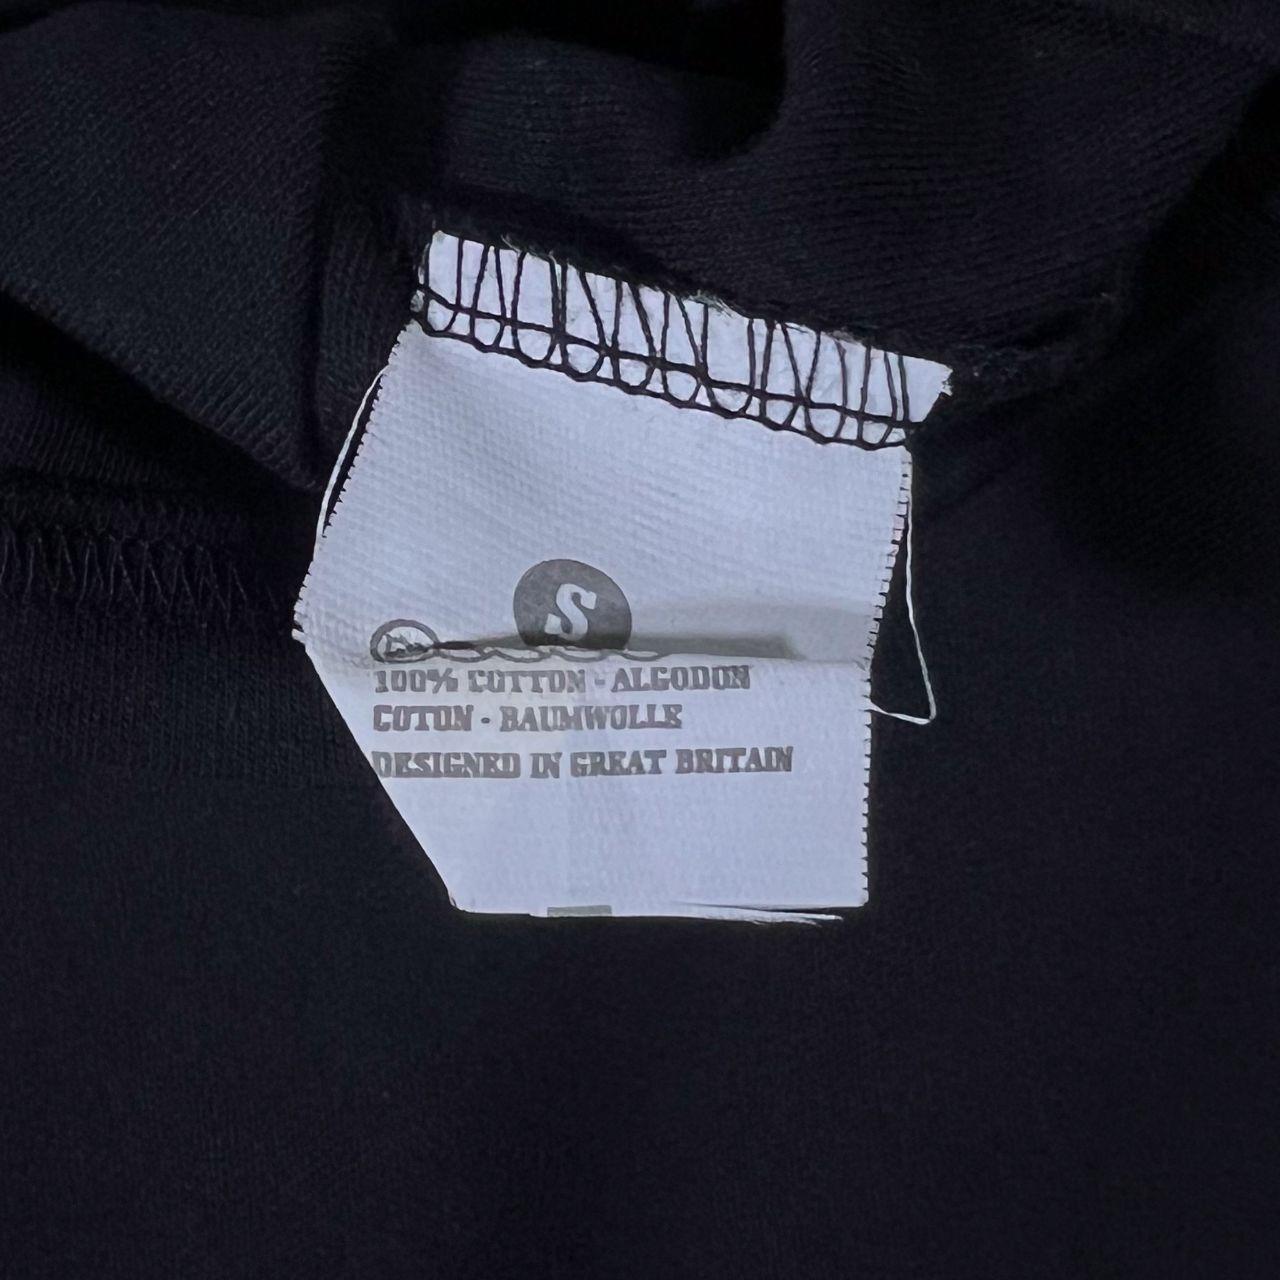 S
100% COTTON - ALGODON
COTON - BAUMWOLLE
DESIGNED IN GREAT BRITAIN